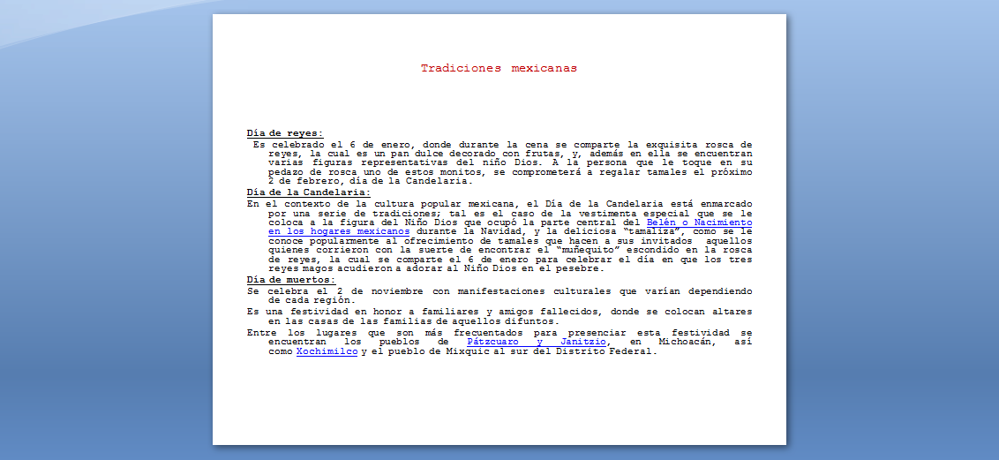 Tradiciones mexicanas
Día de reyes:
Es celebrado el 6 de enero, donde durante la cena se comparte la exquisita rosca de
reyes, la cual es un pan dulce decorado con frutas, y, además en ella se encuentran
varias figuras representativas del niño Dios. A la persona que le toque en su
pedazo de rosca uno de estos monitos, se comprometerá a regalar tamales el próximo
2 de febrero, día de la Candelaria.
Día de la Candelaria:
En el contexto de la cultura popular mexicana, el Día de la Candelaria está enmarcado
por una serie de tradiciones; tal es el caso de la vestimenta especial que se le
coloca a la figura del Niño Dios que ocupó la parte central del Belén o Nacimiento
en los hogares mexicanos durante la Navidad, y la deliciosa “tamaliza”, como se le
conoce popularmente al ofrecimiento de tamales que hacen a sus invitados aquellos
quienes corrieron con la suerte de encontrar el “muñequito” escondido en la rosca
de reyes, la cual se comparte el 6 de enero para celebrar el día en que los tres
reyes magos acudieron a adorar al Niño Dios en el pesebre.
Día de muertos:
Se celebra el 2 de noviembre con manifestaciones culturales que varían dependiendo
de cada región.
Es una festividad en honor a familiares y amigos fallecidos, donde se colocan altares
en las casas de las familias de aquellos difuntos.
Entre los lugares que son más frecuentados para presenciar esta festividad se
encuentran los pueblos de Pátzcuaro y Janitzio, en Michoacán, así
como Xochimilco y el pueblo de Mixquic al sur del Distrito Federal.